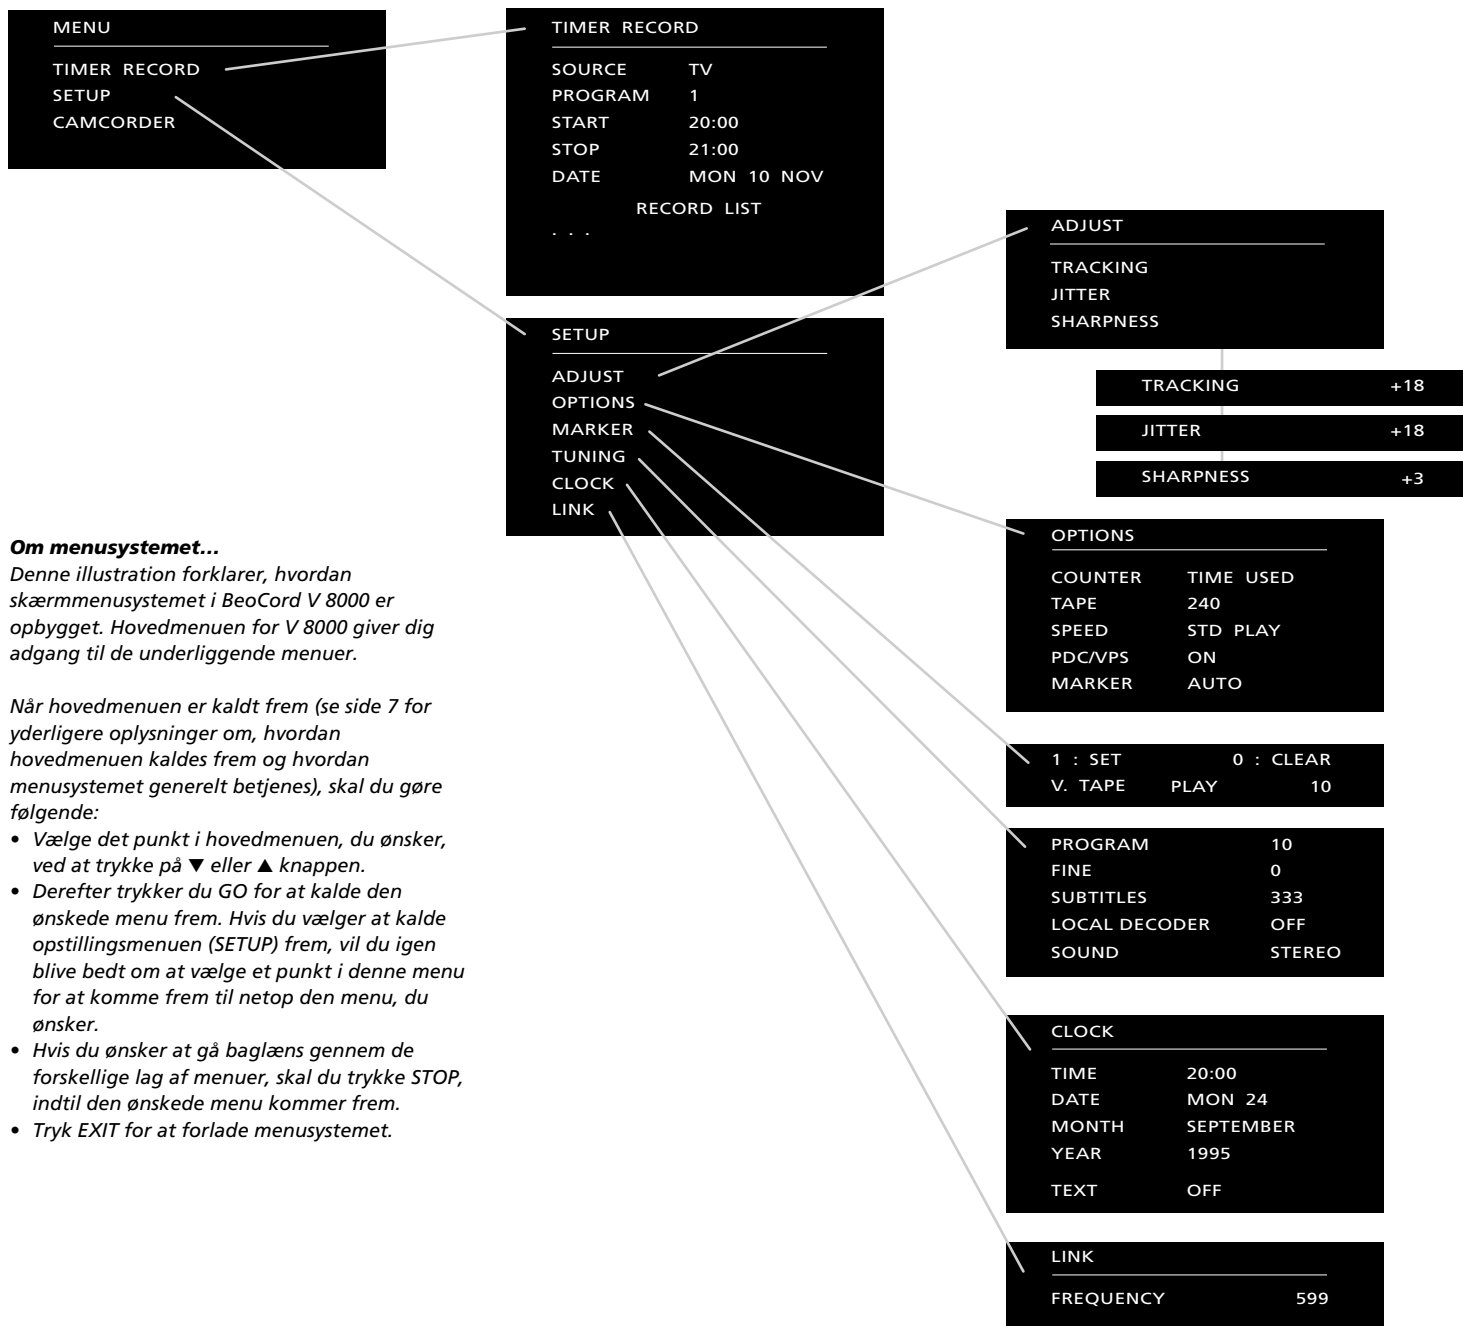 MENU
TIMER RECORD
SETUP
CAMCORDER
TIMER RECORD
SOURCE TV
PROGRAM 1
START 20:00
STOP 21:00
DATE MON 10 NOV
RECORD LIST
. . .
SETUP
ADJUST
OPTIONS
MARKER
TUNING
CLOCK
LINK
ADJUST
TRACKING
JITTER
SHARPNESS
TRACKING +18
JITTER +18
SHARPNESS +3
OPTIONS
COUNTER TIME USED
TAPE 240
SPEED STD PLAY
PDC/VPS ON
MARKER AUTO
1 : SET 0 : CLEAR
V. TAPE PLAY 10
PROGRAM 10
FINE 0
SUBTITLES 333
LOCAL DECODER OFF
SOUND STEREO
CLOCK
TIME 20:00
DATE MON 24
MONTH SEPTEMBER
YEAR 1995
TEXT OFF
LINK
FREQUENCY 599
Om menusystemet...
Denne illustration forklarer, hvordan
skærmmenusystemet i BeoCord V 8000 er
opbygget. Hovedmenuen for V 8000 giver dig
adgang til de underliggende menuer.
Når hovedmenuen er kaldt frem (se side 7 for
yderligere oplysninger om, hvordan
hovedmenuen kaldes frem og hvordan
menusystemet generelt betjenes), skal du gøre
følgende:
• Vælge det punkt i hovedmenuen, du ønsker,
ved at trykke på ▼ eller ▲ knappen.
• Derefter trykker du GO for at kalde den
ønskede menu frem. Hvis du vælger at kalde
opstillingsmenuen (SETUP) frem, vil du igen
blive bedt om at vælge et punkt i denne menu
for at komme frem til netop den menu, du
ønsker.
• Hvis du ønsker at gå baglæns gennem de
forskellige lag af menuer, skal du trykke STOP,
indtil den ønskede menu kommer frem.
• Tryk EXIT for at forlade menusystemet.